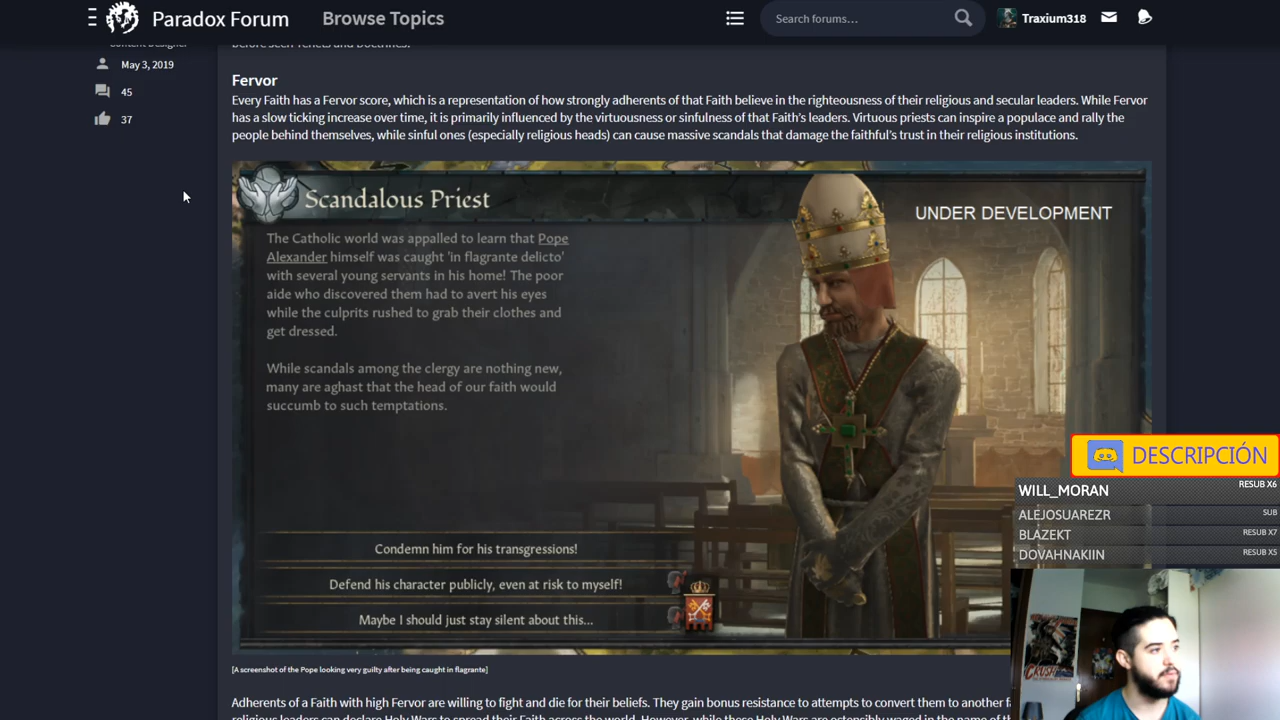 Paradox Forum
Browse Topics
Search forums...
Traxium318
May 3, 2019
45
37
Fervor
Every Faith has a Fervor score, which is a representation of how strongly adherents of that Faith believe in the righteousness of their religious and secular leaders. While Fervor
has a slow ticking increase over time, it is primarily influenced by the virtuousness or sinfulness of that Faith's leaders. Virtuous priests can inspire a populace and rally the
people behind themselves, while sinful ones (especially religious heads) can cause massive scandals that damage the faithful's trust in their religious institutions.
Scandalous Priest
UNDER DEVELOPMENT
The Catholic world was appalled to learn that Pope
Alexander himself was caught 'in flagrante delicto'
with several young servants in his home! The poor
aide who discovered them had to avert his eyes
while the culprits rushed to grab their clothes and
get dressed.
While scandals among the clergy are nothing new,
many are aghast that the head of our faith would
succumb to such temptations.
Condemn him for his transgressions!
Defend his character publicly, even at risk to myself!
Maybe I should just stay silent about this...
DESCRIPCIÓN
WILL_MORAN RESUB X6
ALEJOSUAREZR SUB
BLAZEKT RESUB X7
DOVAHNAKIIN RESUB X5
[A screenshot of the Pope looking very guilty after being caught in flagrante]
Adherents of a Faith with high Fervor are willing to fight and die for their beliefs. They gain bonus resistance to attempts to convert them to another